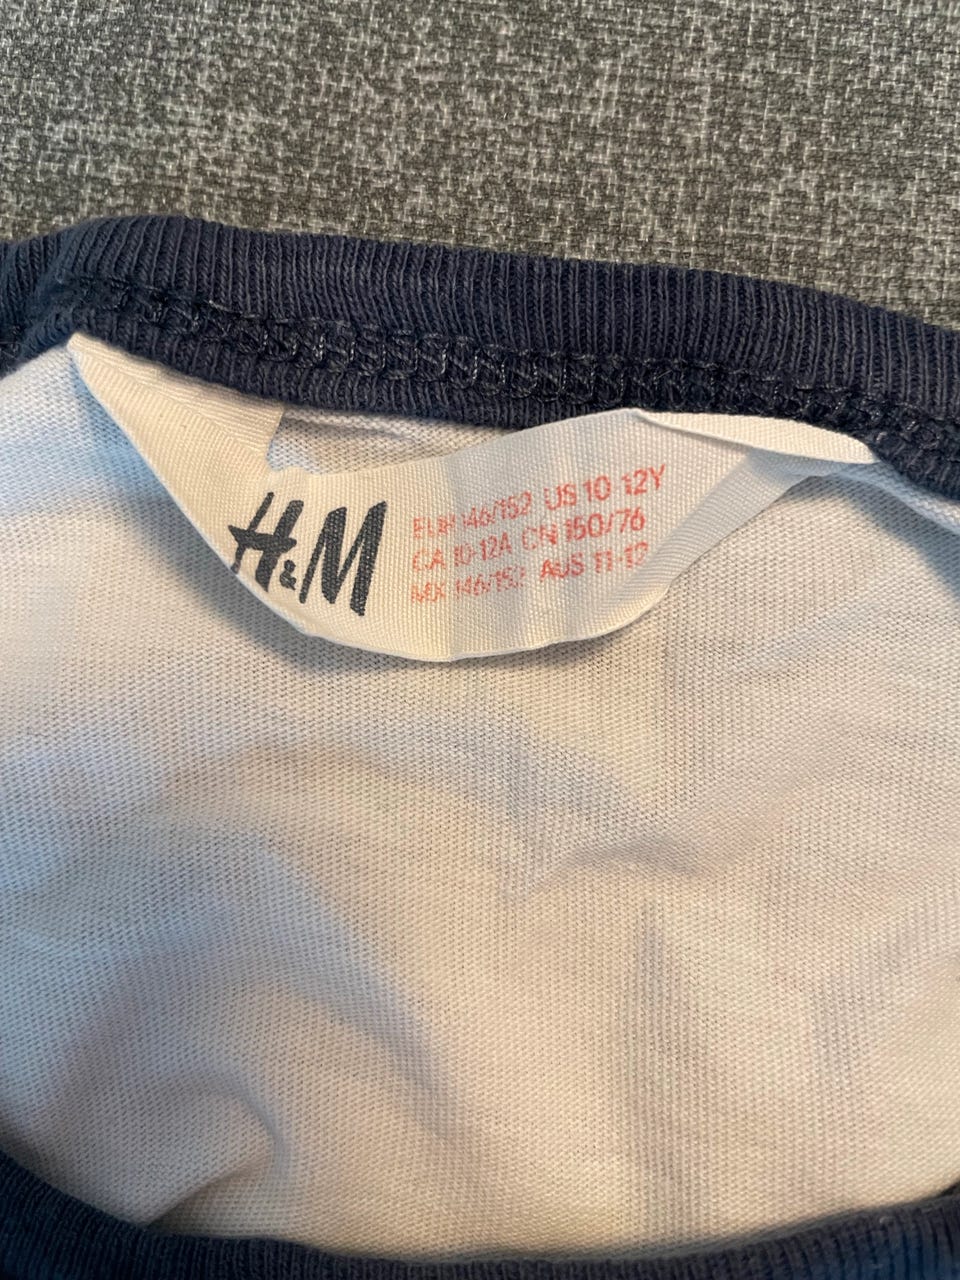 H&M
EUR 146/152 US 10-12Y
CA 10-12A CN 150/76
MX 146/152 AUS 11-12